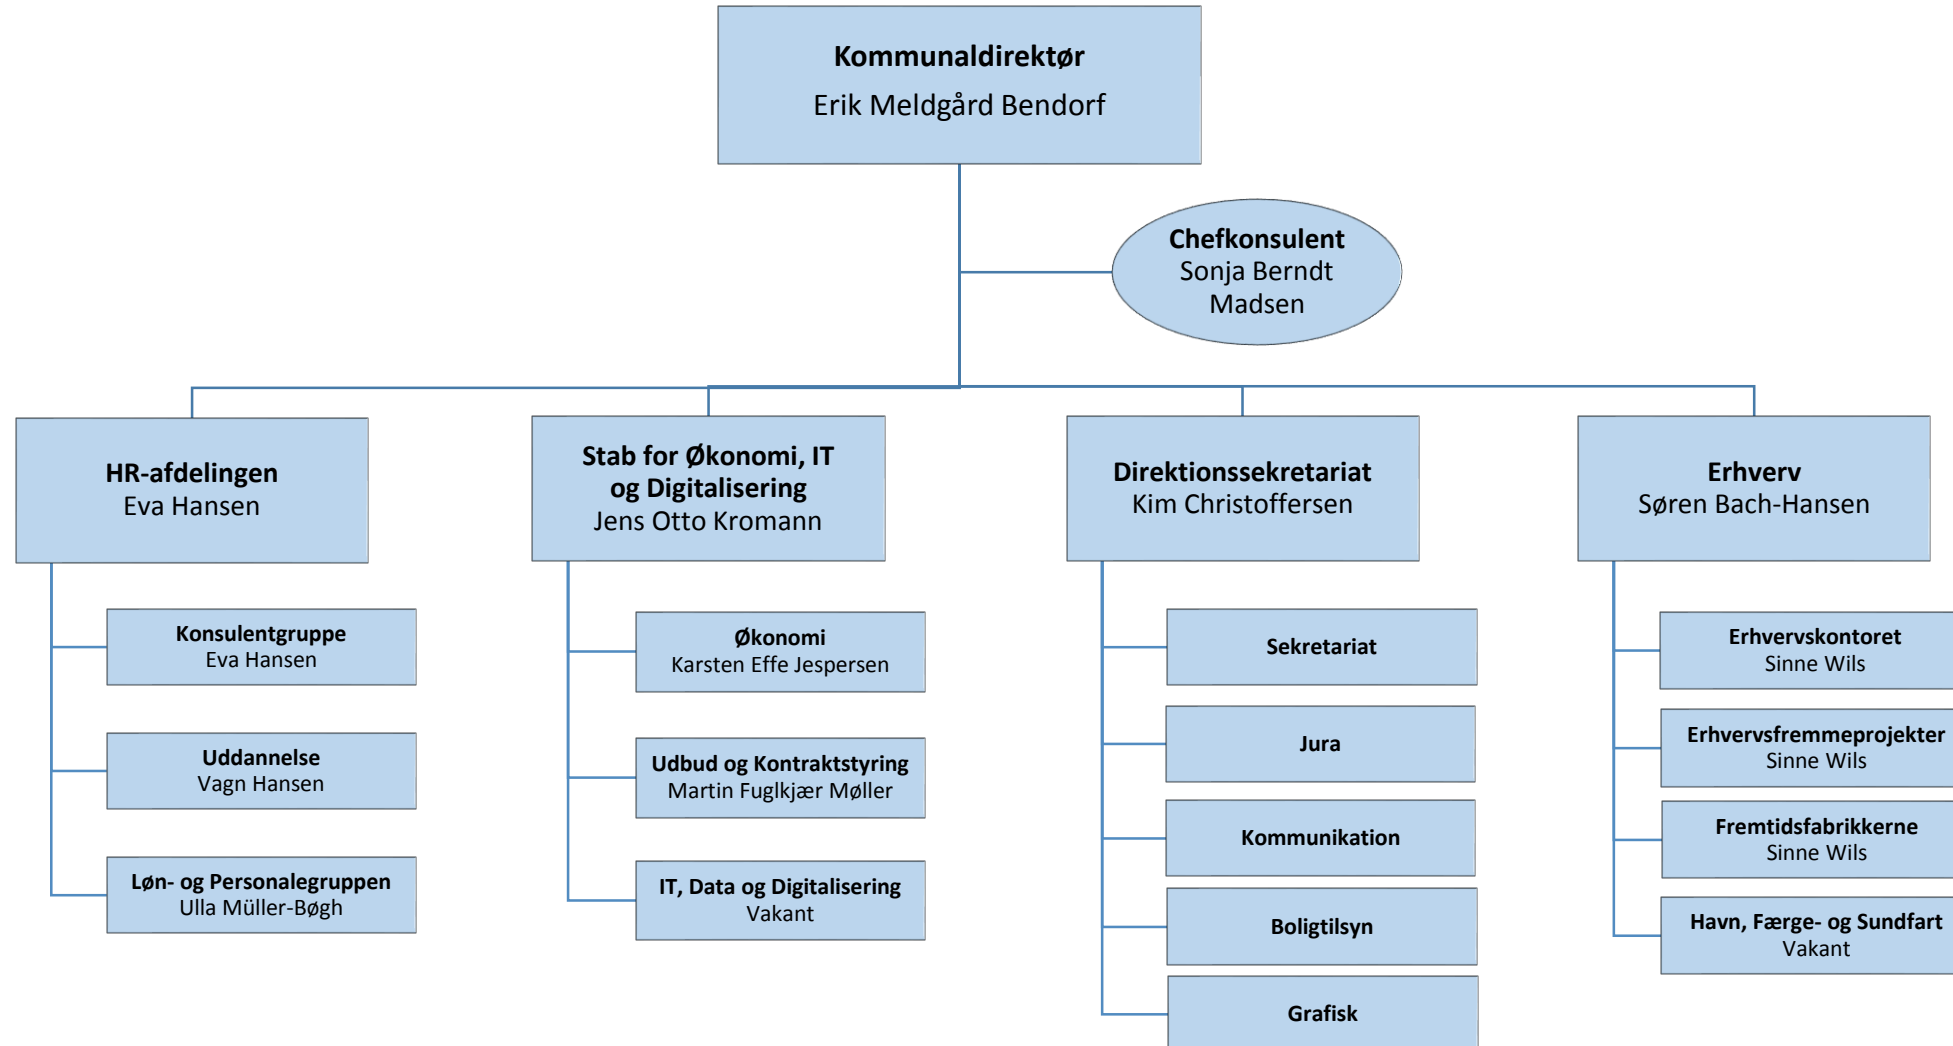 Kommunaldirektør
Erik Meldgård Bendorf
Chefkonsulent
Sonja Berndt
Madsen
HR-afdelingen
Eva Hansen
Konsulentgruppe
Eva Hansen
Uddannelse
Vagn Hansen
Løn- og Personalegruppen
Ulla Müller-Bøgh
Stab for Økonomi, IT
og Digitalisering
Jens Otto Kromann
Økonomi
Karsten Effe Jespersen
Udbud og Kontraktstyring
Martin Fuglkjær Møller
IT, Data og Digitalisering
Vakant
Direktionssekretariat
Kim Christoffersen
Sekretariat
Jura
Kommunikation
Boligtilsyn
Grafisk
Erhverv
Søren Bach-Hansen
Erhvervskontoret
Sinne Wils
Erhvervsfremmeprojekter
Sinne Wils
Fremtidsfabrikkerne
Sinne Wils
Havn, Færge- og Sundfart
Vakant